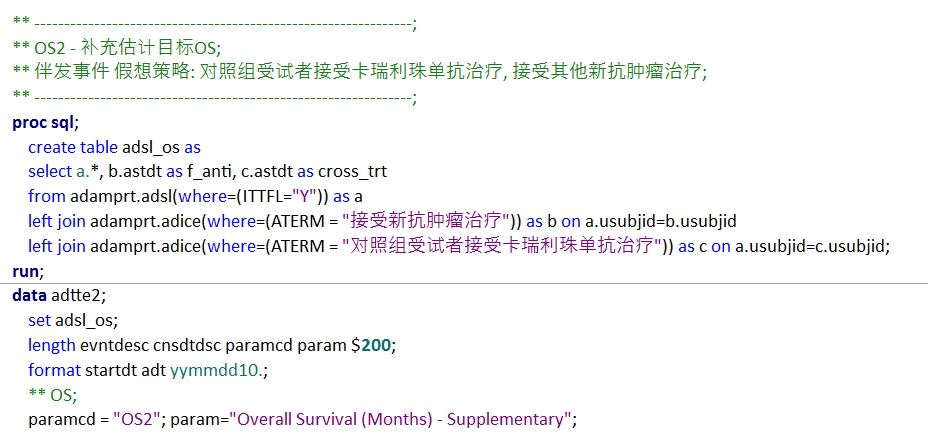 ** ---------------------------------------------------------------;
** OS2 - 补充估计目标OS;
** 伴发事件 假想策略: 对照组受试者接受卡瑞利珠单抗治疗, 接受其他新抗肿瘤治疗;
** ---------------------------------------------------------------;
proc sql;
create table adsl_os as
select a.*, b.astdt as f_anti, c.astdt as cross_trt
from adamprt.adsl(where=(ITTFL="Y")) as a
left join adamprt.adice(where=(ATERM = "接受新抗肿瘤治疗")) as b on a.usubjid=b.usubjid
left join adamprt.adice(where=(ATERM = "对照组受试者接受卡瑞利珠单抗治疗")) as c on a.usubjid=c.usubjid;
run;
data adtte2;
set adsl_os;
length evntdesc cnsdtdsc paramcd param $200;
format startdt adt yymmdd10.;
** OS;
paramcd = "OS2"; param="Overall Survival (Months) - Supplementary";